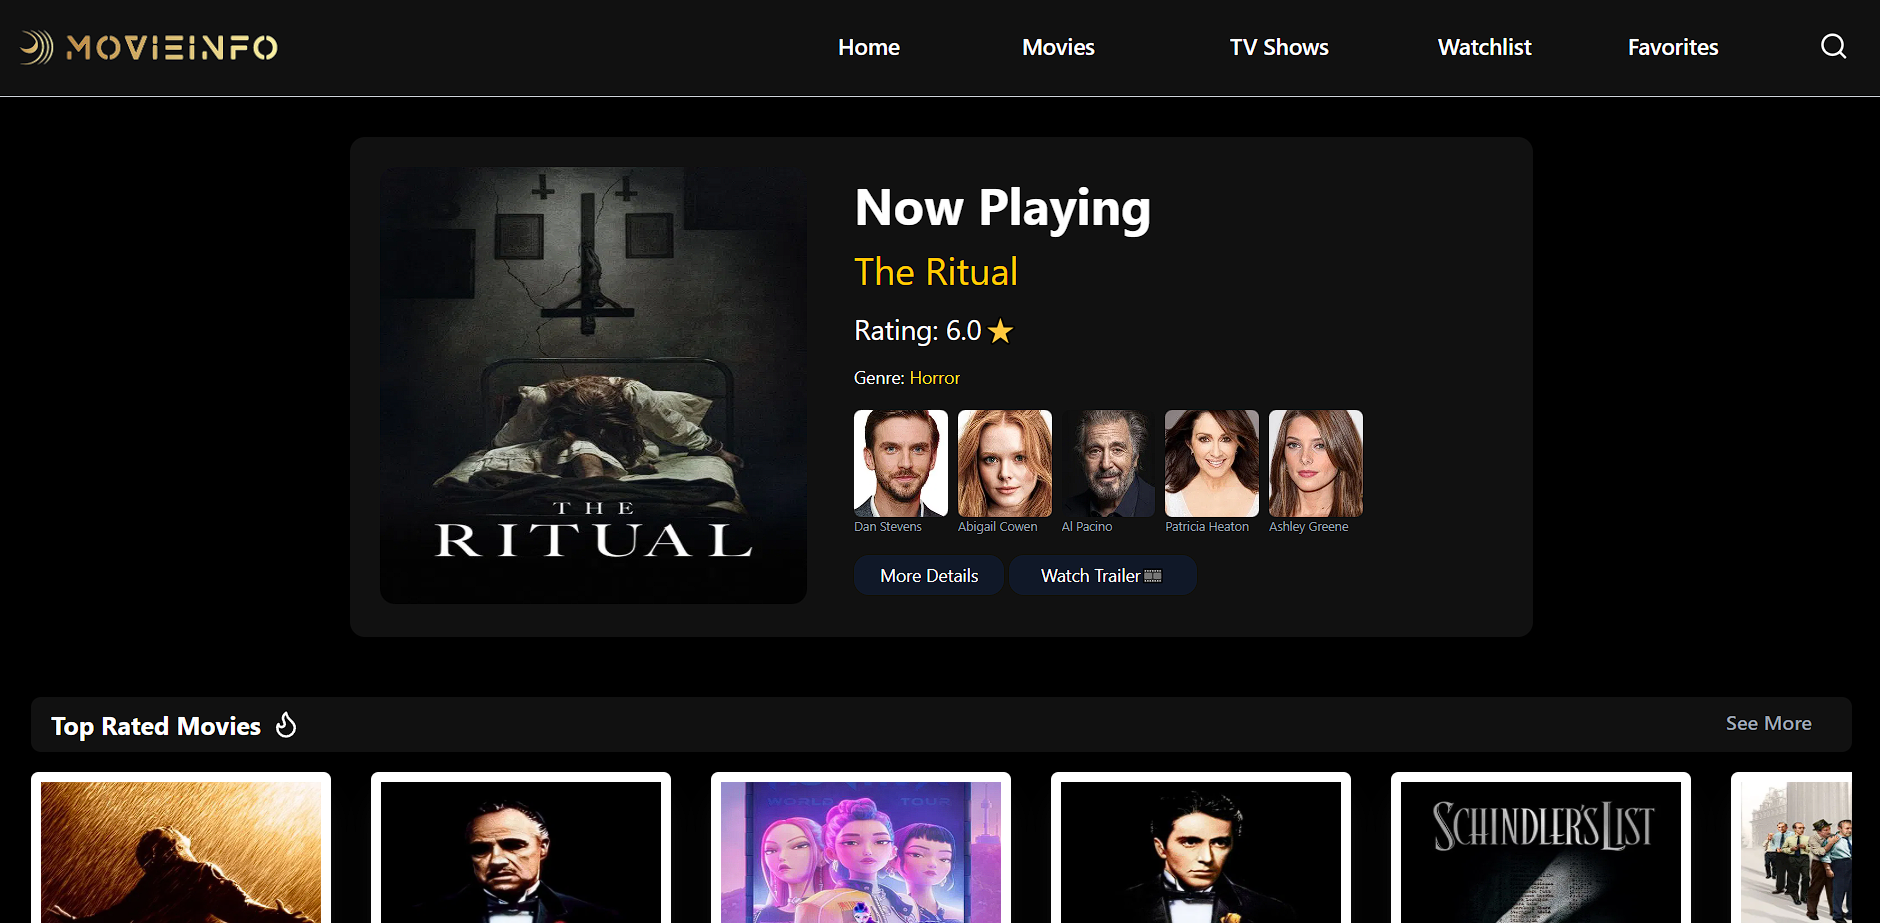 MOVIEINFO
Home
Movies
TV Shows
Watchlist
Favorites
THE
RITUAL
Now Playing
The Ritual
Rating: 6.0
Genre: Horror
Dan Stevens
Abigail Cowen
Al Pacino
Patricia Heaton
Ashley Greene
More Details
Watch Trailer
Top Rated Movies
See More
WORLD TOUR
SCHINDLER'S LIST